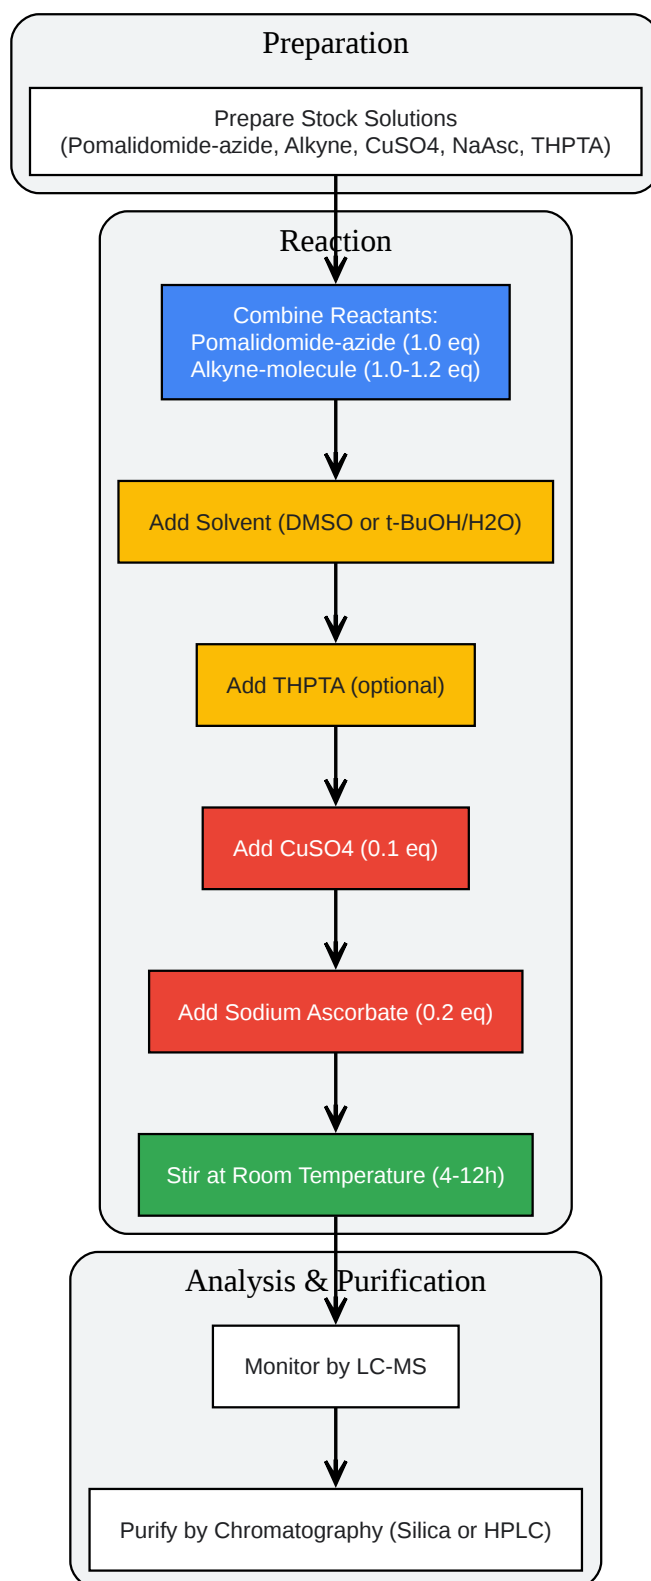 Preparation
Prepare Stock Solutions
(Pomalidomide-azide, Alkyne, CuSO4, NaAsc, THPTA)
Reaction
Combine Reactants:
Pomalidomide-azide (1.0 eq)
Alkyne-molecule (1.0-1.2 eq)
Add Solvent (DMSO or t-BuOH/H2O)
Add THPTA (optional)
Add CuSO4 (0.1 eq)
Add Sodium Ascorbate (0.2 eq)
Stir at Room Temperature (4-12h)
Analysis & Purification
Monitor by LC-MS
Purify by Chromatography (Silica or HPLC)